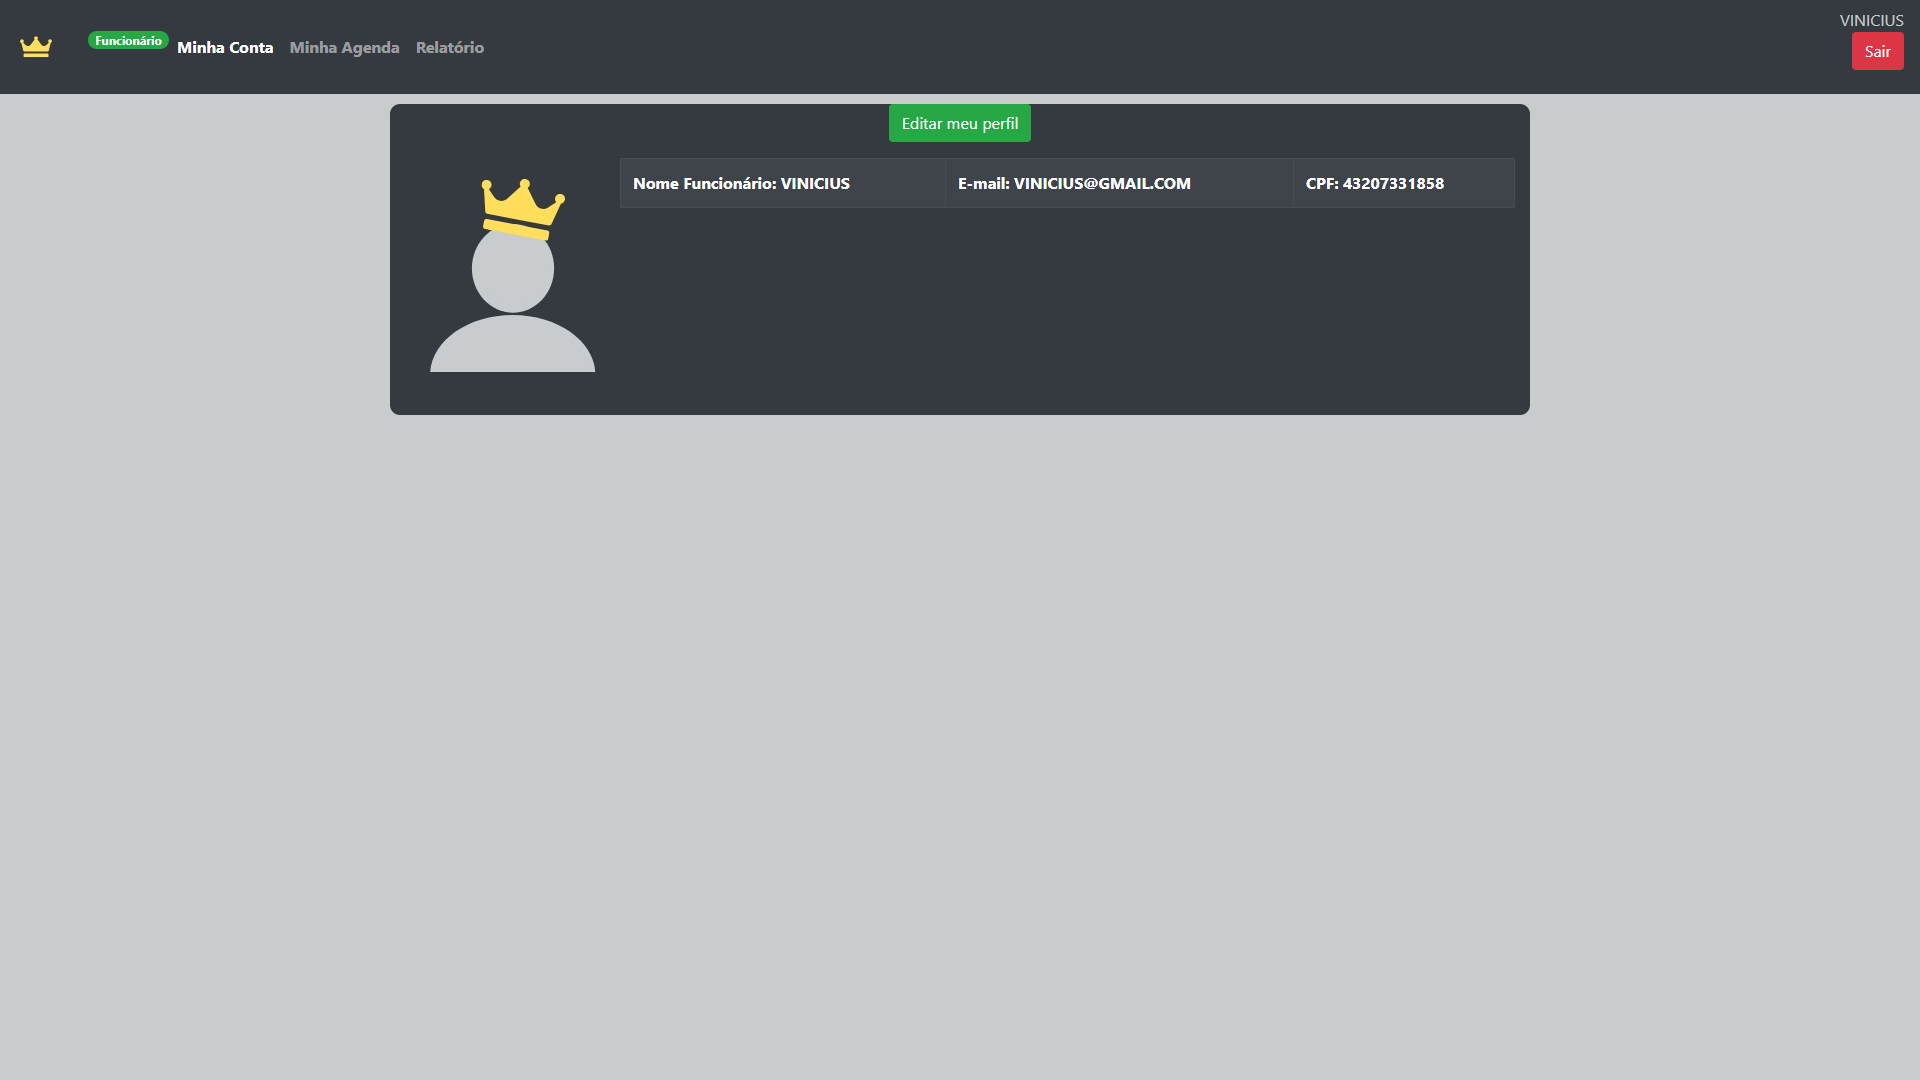 Funcionário Minha Conta Minha Agenda Relatório
VINICIUS
Sair
Editar meu perfil
Nome Funcionário: VINICIUS E-mail: VINICIUS@GMAIL.COM CPF: 43207331858